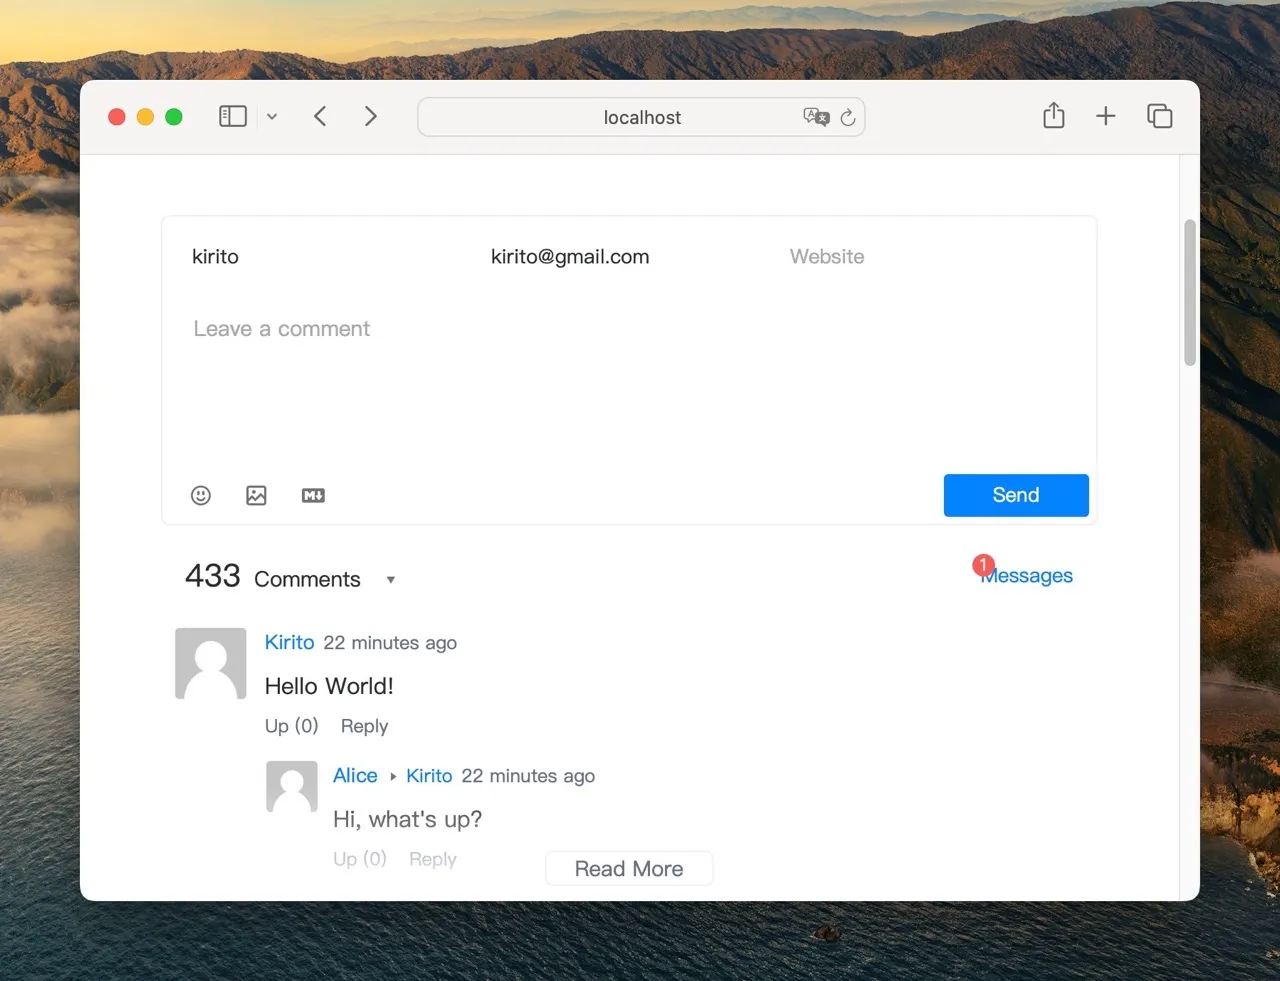 localhost
kirito kirito@gmail.com Website
Leave a comment
Send
433 Comments
1
Messages
Kirito 22 minutes ago
Hello World!
Up (0) Reply
Alice ▸ Kirito 22 minutes ago
Hi, what's up?
Up (0) Reply
Read More